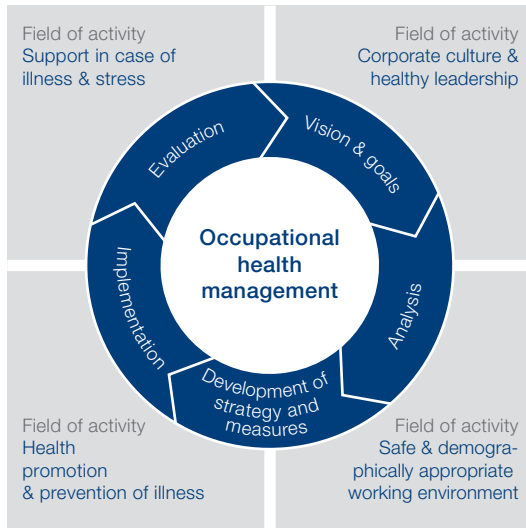 Field of activity
Support in case of
illness & stress
Field of activity
Corporate culture &
healthy leadership
Evaluation
Vision & goals
Occupational
health
management
Implementation
Analysis
Development of
strategy and
measures
Field of activity
Health
promotion
& prevention of illness
Field of activity
Safe & demogra-
phically appropriate
working environment